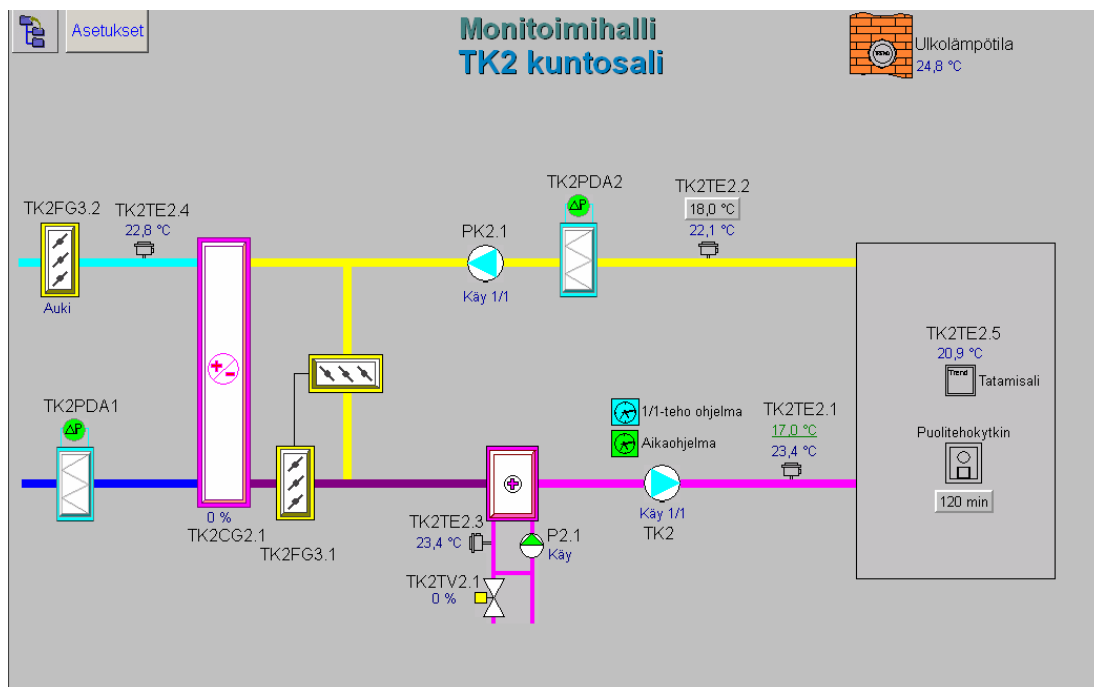 Asetukset
Monitoimihalli
TK2 kuntosali
Ulkolämpötila
24,8 °C
TK2FG3.2
Auki
TK2TE2.4
22,8 °C
PK2.1
Käy 1/1
TK2PDA2
ΔP
TK2TE2.2
18,0 °C
22,1 °C
TK2TE2.5
20,9 °C
Trend
Tatamisali
Puolitehokytkin
120 min
TK2PDA1
ΔP
0 %
TK2CG2.1
TK2FG3.1
1/1-teho ohjelma
Aikaohjelma
TK2TE2.1
17,0 °C
23,4 °C
Käy 1/1
TK2
TK2TE2.3
23,4 °C
P2.1
Käy
TK2TV2.1
0 %